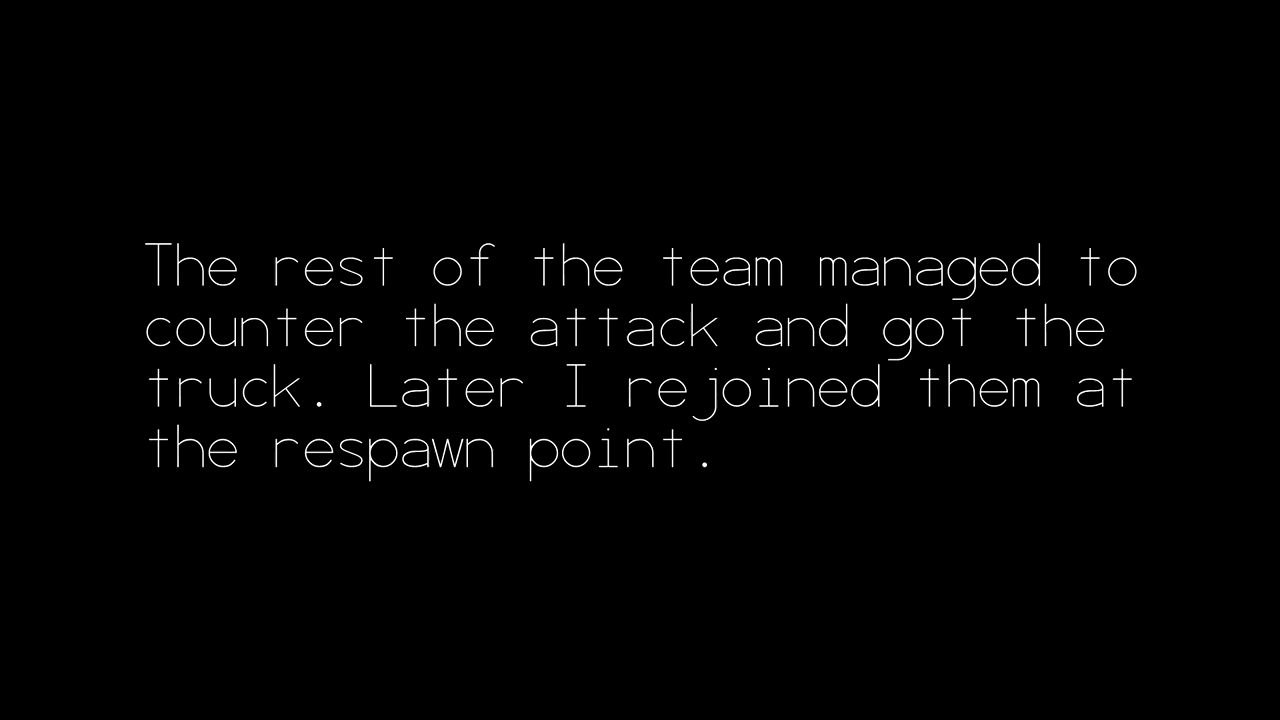 The rest of the team managed to
counter the attack and got the
truck. Later I rejoined them at
the respawn point.